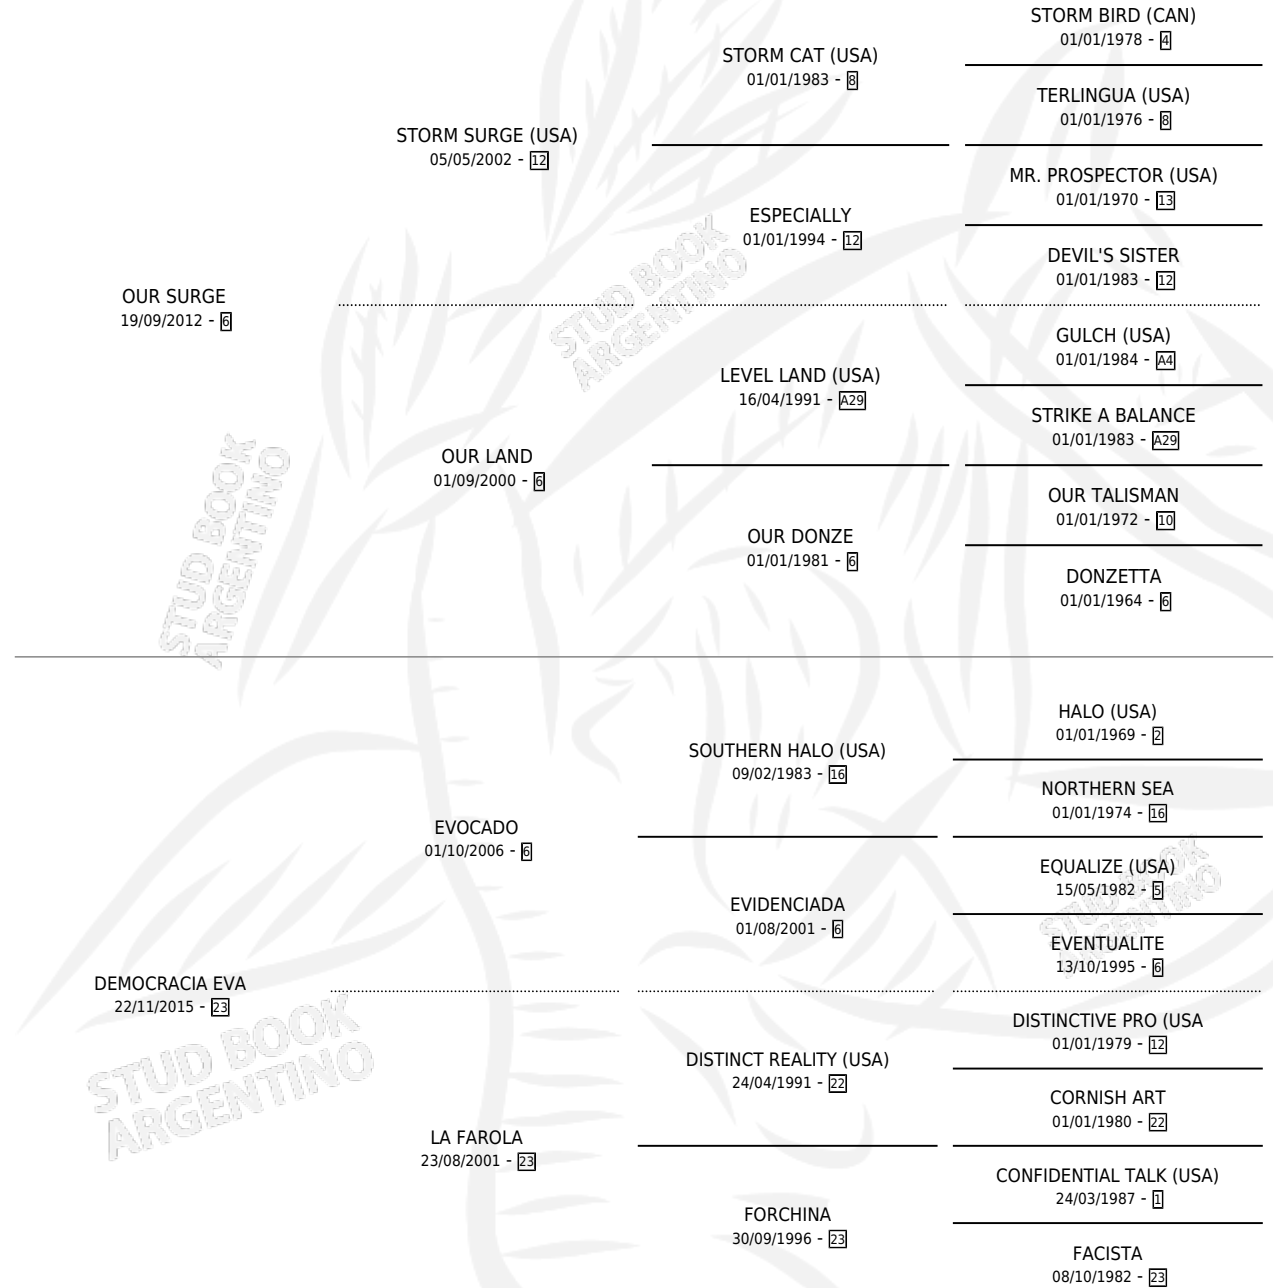 STORM BIRD (CAN)
01/01/1978 - 4
STORM CAT (USA)
01/01/1983 - 8
TERLINGUA (USA)
01/01/1976 - 8
STORM SURGE (USA)
05/05/2002 - 12
MR. PROSPECTOR (USA)
01/01/1970 - 13
ESPECIALLY
01/01/1994 - 12
DEVIL'S SISTER
01/01/1983 - 12
OUR SURGE
19/09/2012 - 6
STUD BOOK
ARGENTINO
GULCH (USA)
01/01/1984 - A4
LEVEL LAND (USA)
16/04/1991 - A29
STRIKE A BALANCE
01/01/1983 - A29
OUR LAND
01/09/2000 - 6
OUR TALISMAN
01/01/1972 - 10
OUR DONZE
01/01/1981 - 6
DONZETTA
01/01/1964 - 6
STUD BOOK
ARGENTINO
HALO (USA)
01/01/1969 - 2
SOUTHERN HALO (USA)
09/02/1983 - 16
NORTHERN SEA
01/01/1974 - 16
EVOCADO
01/10/2006 - 6
EQUALIZE (USA)
15/05/1982 - 5
EVIDENCIADA
01/08/2001 - 6
STUD BOOK
ARGENTINO
EVENTUALITE
13/10/1995 - 6
DEMOCRACIA EVA
22/11/2015 - 23
DISTINCTIVE PRO (USA
01/01/1979 - 12
STUD BOOK
ARGENTINO
DISTINCT REALITY (USA)
24/04/1991 - 22
CORNISH ART
01/01/1980 - 22
LA FAROLA
23/08/2001 - 23
CONFIDENTIAL TALK (USA)
24/03/1987 - 1
FORCHINA
30/09/1996 - 23
FACISTA
08/10/1982 - 23